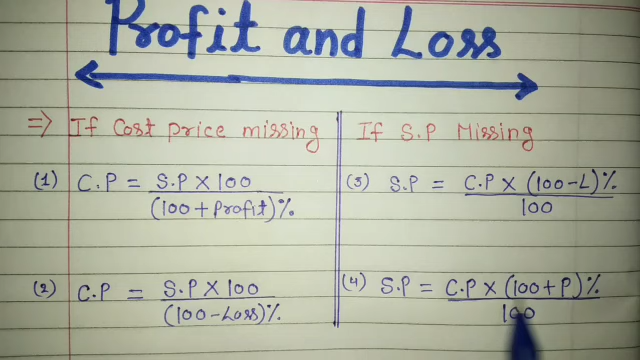 Profit and Loss
⇒ If Cost price missing
(1) C.P = S.P × 100
(100 + Profit)%
(2) C.P = S.P × 100
(100 - Loss)%
If S.P Missing
(3) S.P = C.P × (100 - L)%
100
(4) S.P = C.P × (100 + P)%
100